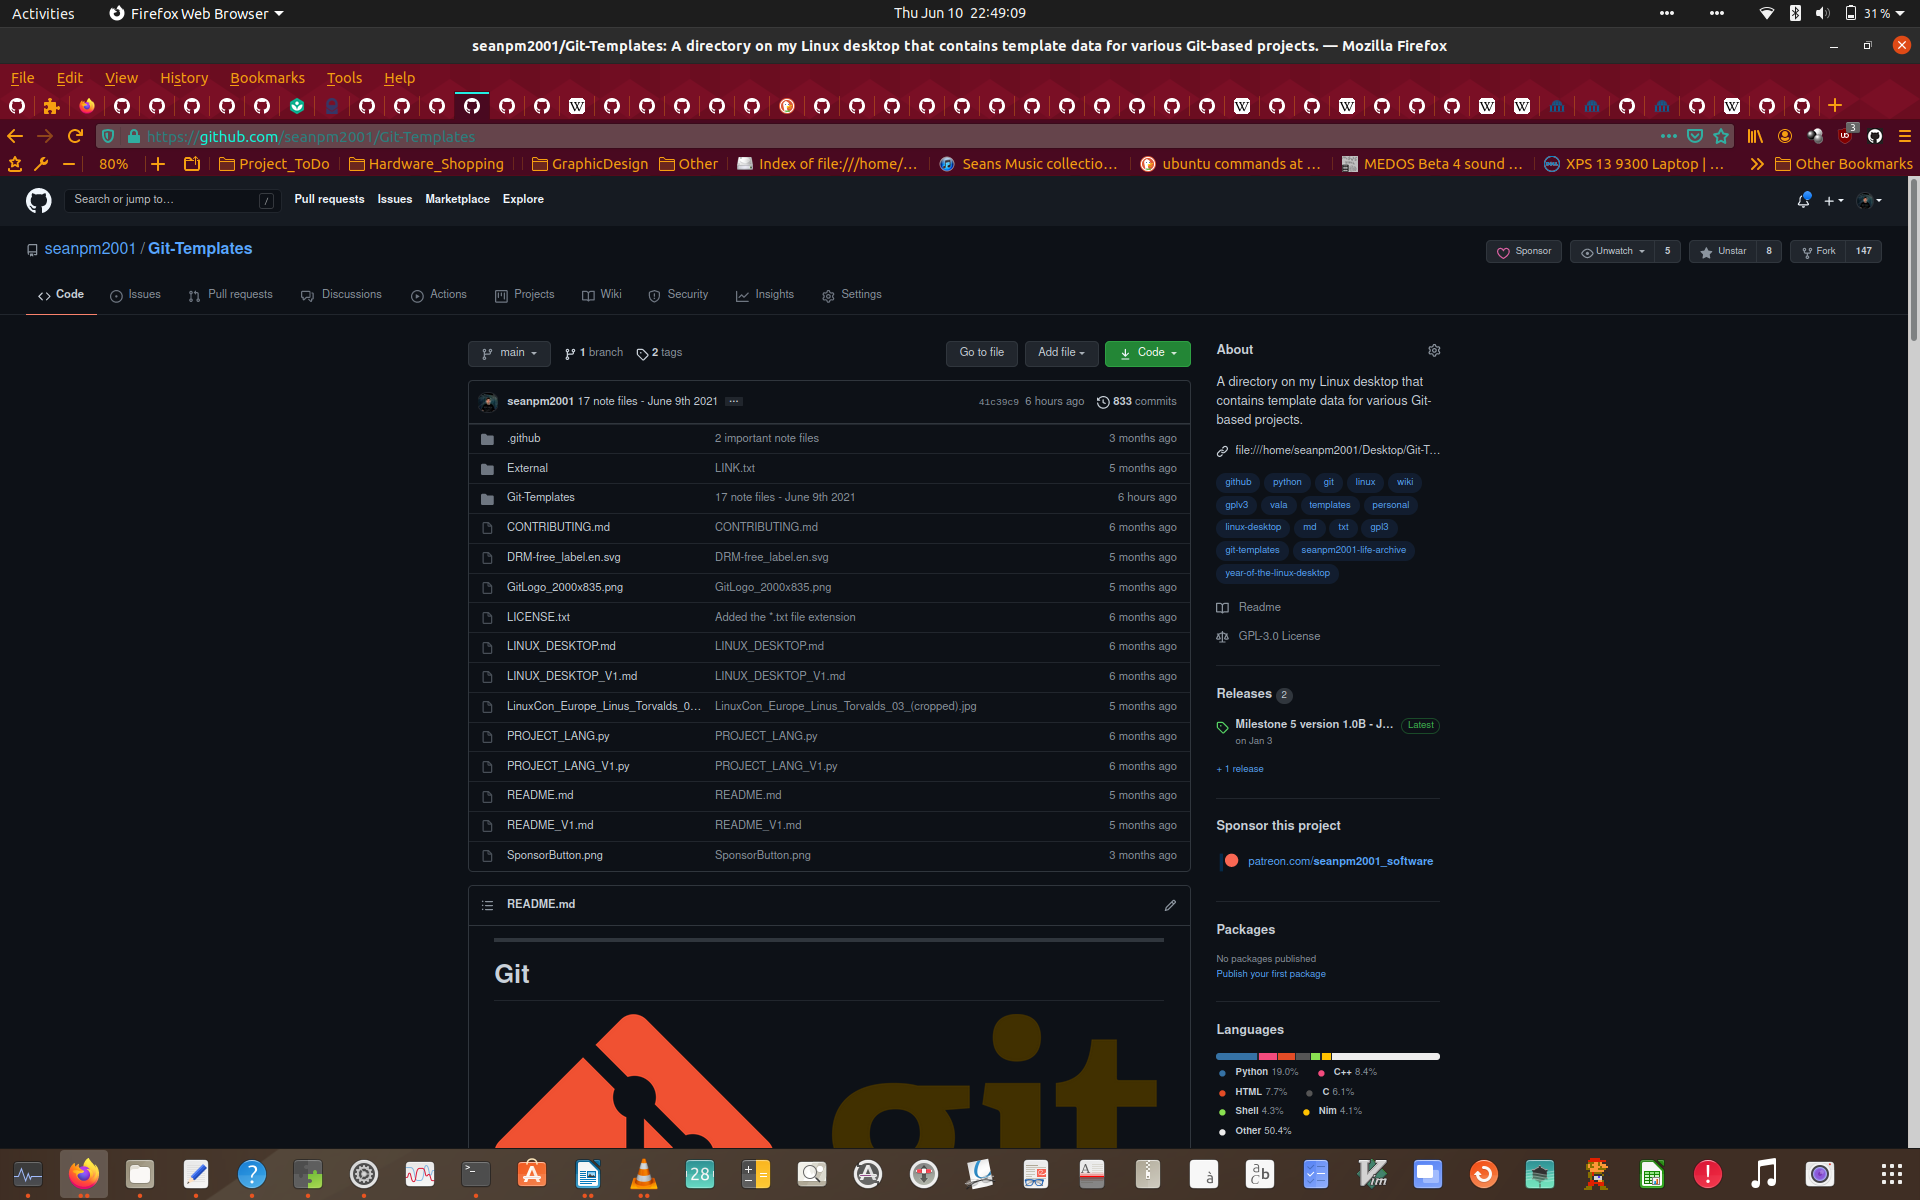 Activities Firefox Web Browser Thu Jun 10 22:49:09 31 %
seanpm2001/Git-Templates: A directory on my Linux desktop that contains template data for various Git-based projects. — Mozilla Firefox
File Edit View History Bookmarks Tools Help
https://github.com/seanpm2001/Git-Templates 3
80% Project_ToDo Hardware_Shopping GraphicDesign Other Index of file:///home/… Seans Music collectio… ubuntu commands at … MEDOS Beta 4 sound … XPS 13 9300 Laptop | … Other Bookmarks
Search or jump to… / Pull requests Issues Marketplace Explore
seanpm2001 / Git-Templates Sponsor Unwatch 5 Unstar 8 Fork 147
Code Issues Pull requests Discussions Actions Projects Wiki Security Insights Settings
main 1 branch 2 tags Go to file Add file Code
seanpm2001 17 note files - June 9th 2021 ... 41c39c9 6 hours ago 833 commits
.github 2 important note files 3 months ago
External LINK.txt 5 months ago
Git-Templates 17 note files - June 9th 2021 6 hours ago
CONTRIBUTING.md CONTRIBUTING.md 6 months ago
DRM-free_label.en.svg DRM-free_label.en.svg 5 months ago
GitLogo_2000x835.png GitLogo_2000x835.png 5 months ago
LICENSE.txt Added the *.txt file extension 6 months ago
LINUX_DESKTOP.md LINUX_DESKTOP.md 6 months ago
LINUX_DESKTOP_V1.md LINUX_DESKTOP_V1.md 6 months ago
LinuxCon_Europe_Linus_Torvalds_0… LinuxCon_Europe_Linus_Torvalds_03_(cropped).jpg 5 months ago
PROJECT_LANG.py PROJECT_LANG.py 6 months ago
PROJECT_LANG_V1.py PROJECT_LANG_V1.py 6 months ago
README.md README.md 5 months ago
README_V1.md README_V1.md 5 months ago
SponsorButton.png SponsorButton.png 3 months ago
README.md
Git
git
About
A directory on my Linux desktop that
contains template data for various Git-
based projects.
file:///home/seanpm2001/Desktop/Git-T…
github python git linux wiki
gplv3 vala templates personal
linux-desktop md txt gpl3
git-templates seanpm2001-life-archive
year-of-the-linux-desktop
Readme
GPL-3.0 License
Releases 2
Milestone 5 version 1.0B - J… Latest
on Jan 3
+ 1 release
Sponsor this project
patreon.com/seanpm2001_software
Packages
No packages published
Publish your first package
Languages
Python 19.0% C++ 8.4%
HTML 7.7% C 6.1%
Shell 4.3% Nim 4.1%
Other 50.4%
28